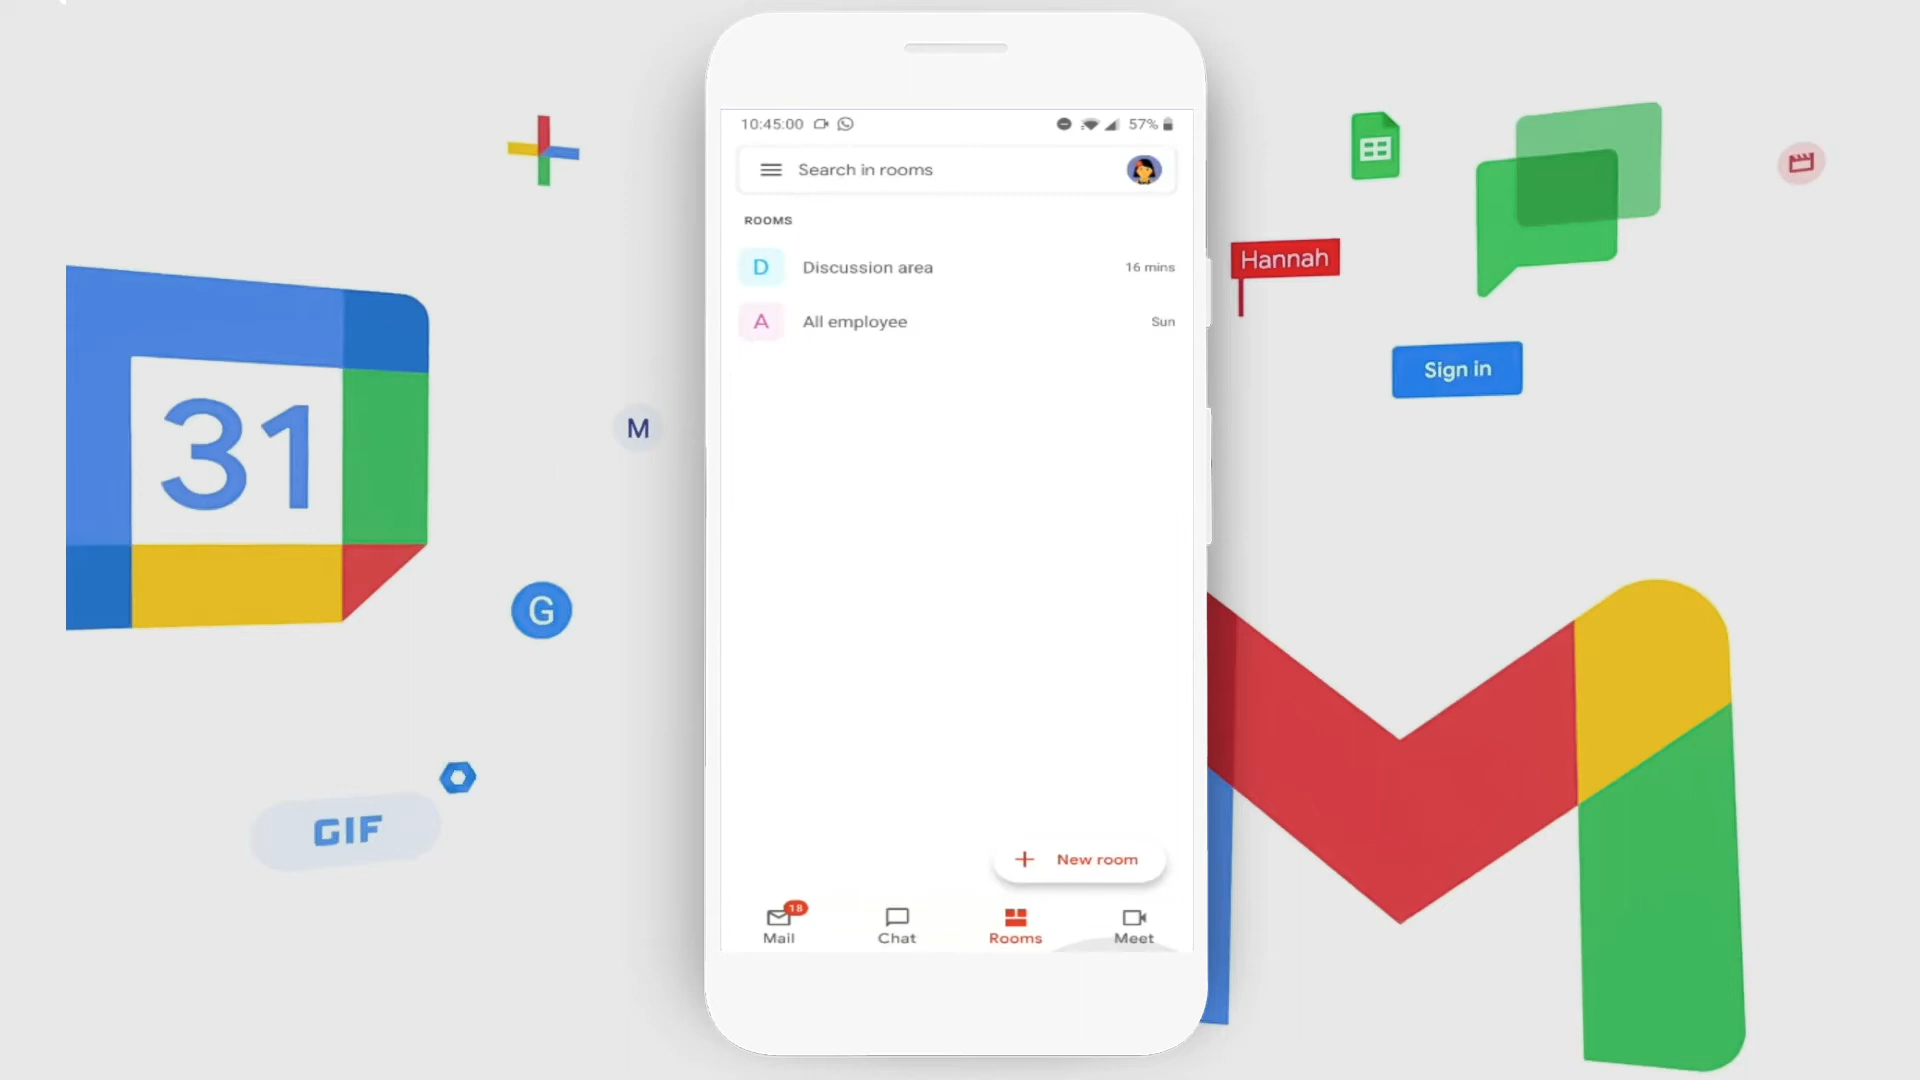 10:45:00
57%
Search in rooms
ROOMS
D
Discussion area
16 mins
A
All employee
Sun
New room
18
Mail
Chat
Rooms
Meet
31
M
G
GIF
Hannah
Sign in